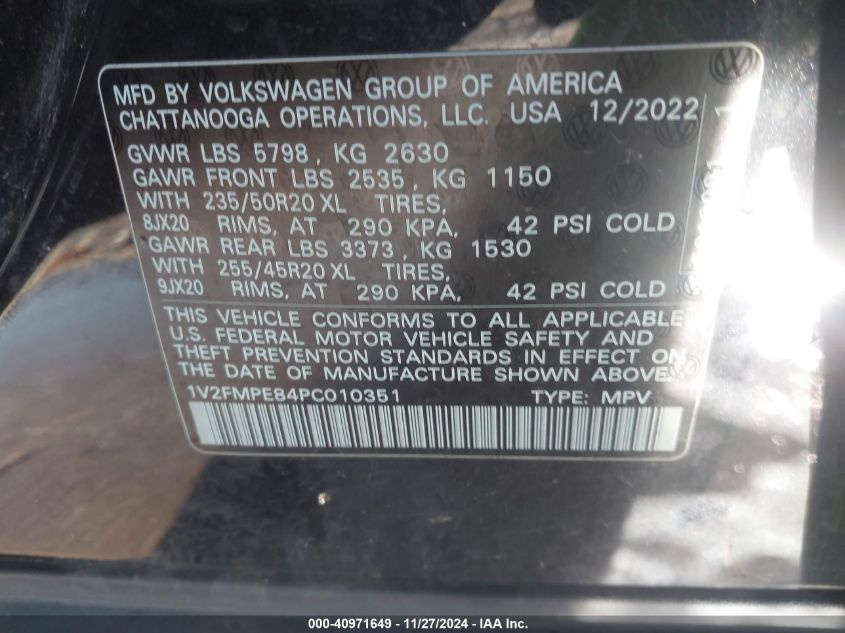 MFD BY VOLKSWAGEN GROUP OF AMERICA
CHATTANOOGA OPERATIONS, LLC. USA 12/2022
GVWR LBS 5798, KG 2630
GAWR FRONT LBS 2535, KG 1150
WITH 235/50R20 XL TIRES,
8JX20 RIMS, AT 290 KPA, 42 PSI COLD
GAWR REAR LBS 3373, KG 1530
WITH 255/45R20 XL TIRES,
9JX20 RIMS, AT 290 KPA, 42 PSI COLD
THIS VEHICLE CONFORMS TO ALL APPLICABLE
U.S. FEDERAL MOTOR VEHICLE SAFETY AND
THEFT PREVENTION STANDARDS IN EFFECT ON
THE DATE OF MANUFACTURE SHOWN ABOVE.
1V2FMPE84PC010351 TYPE: MPV
000-40971649 | 11/27/2024 - IAA Inc.